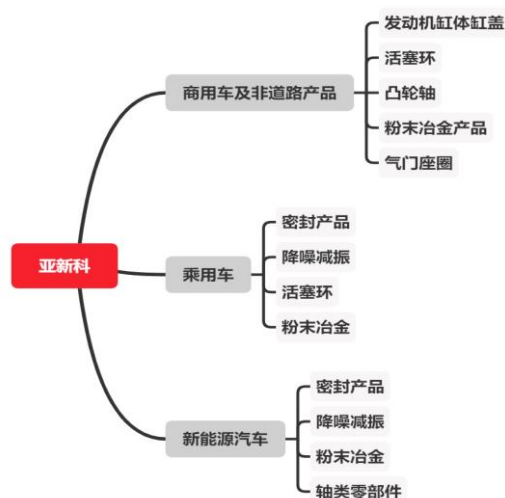 亚新科
商用车及非道路产品
发动机缸体缸盖
活塞环
凸轮轴
粉末冶金产品
气门座圈
乘用车
密封产品
降噪减振
活塞环
粉末冶金
新能源汽车
密封产品
降噪减振
粉末冶金
轴类零部件